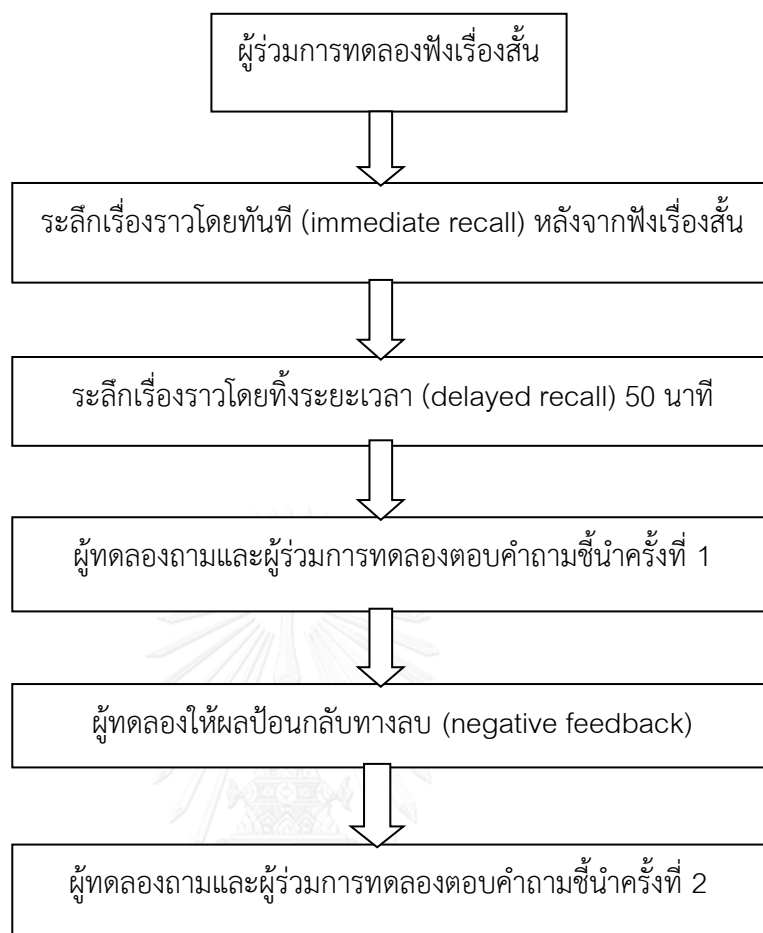 ผู้ร่วมการทดลองฟังเรื่องสั้น
ระลึกเรื่องราวโดยทันที (immediate recall) หลังจากฟังเรื่องสั้น
ระลึกเรื่องราวโดยทิ้งระยะเวลา (delayed recall) 50 นาที
ผู้ทดลองถามและผู้ร่วมการทดลองตอบคำถามชี้นำครั้งที่ 1
ผู้ทดลองให้ผลป้อนกลับทางลบ (negative feedback)
ผู้ทดลองถามและผู้ร่วมการทดลองตอบคำถามชี้นำครั้งที่ 2